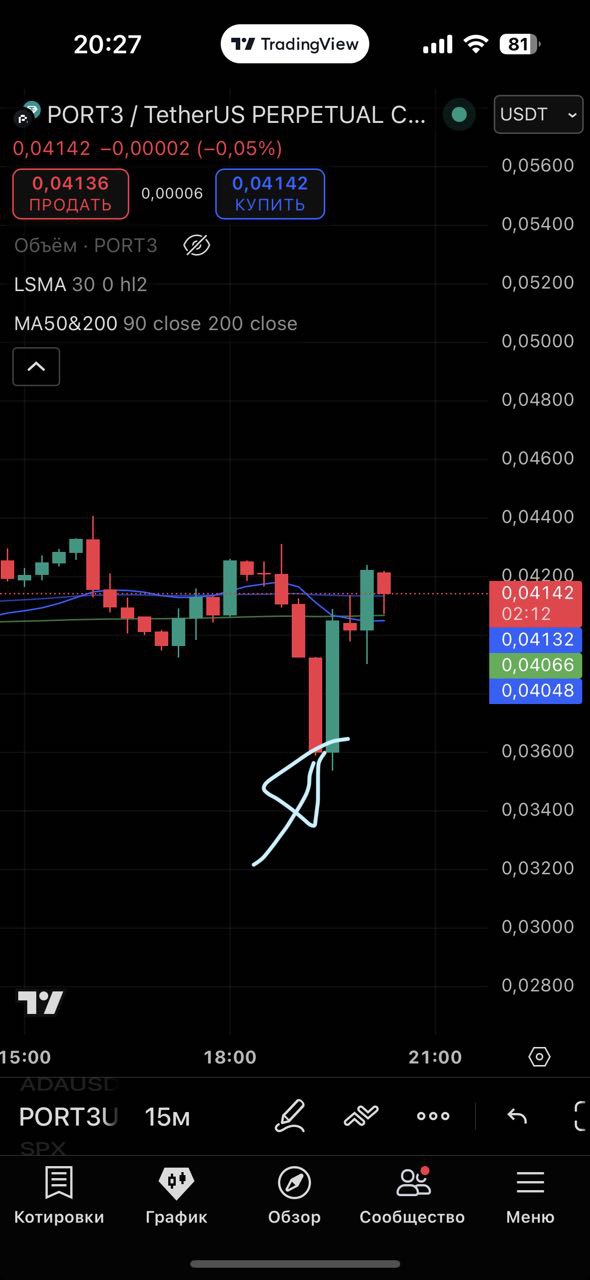 20:27
TradingView
81
PORT3 / TetherUS PERPETUAL C...
USDT
0,04142 −0,00002 (−0,05%)
0,04136
ПРОДАТЬ
0,00006
0,04142
КУПИТЬ
Объём · PORT3
LSMA 30 0 hl2
MA50&200 90 close 200 close
0,05600
0,05400
0,05200
0,05000
0,04800
0,04600
0,04400
0,04200
0,04142
02:12
0,04132
0,04066
0,04048
0,03600
0,03400
0,03200
0,03000
0,02800
15:00
18:00
21:00
ADAUSD
PORT3U
15м
SPX
Котировки
График
Обзор
Сообщество
Меню